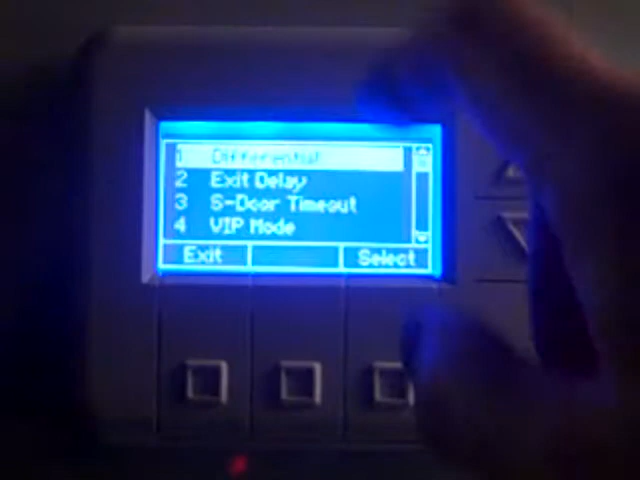 1 Differential
2 Exit Delay
3 S-Door Timeout
4 VIP Mode
Exit Select